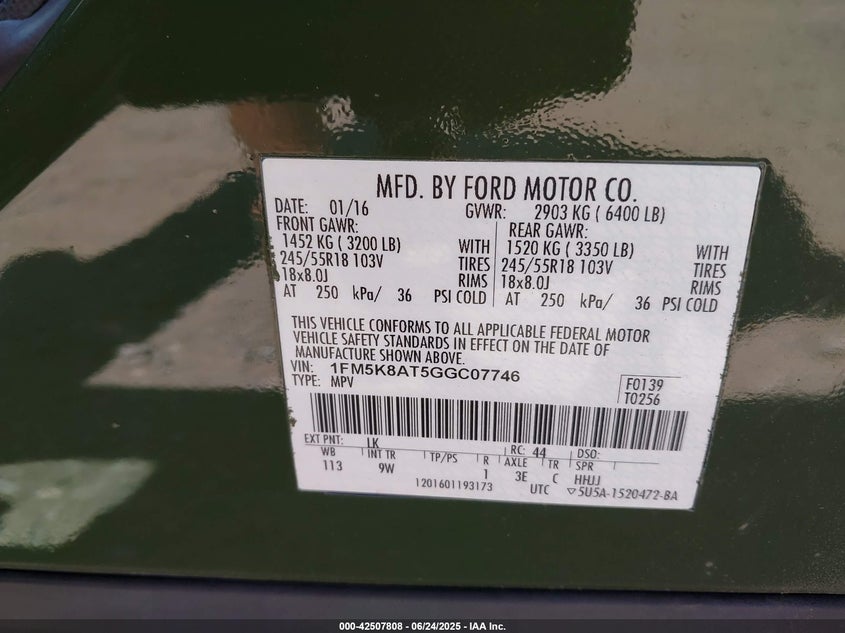 MFD. BY FORD MOTOR CO.
DATE: 01/16 GVWR: 2903 KG ( 6400 LB)
FRONT GAWR: REAR GAWR:
1452 KG ( 3200 LB) WITH 1520 KG ( 3350 LB) WITH
245/55R18 103V TIRES 245/55R18 103V TIRES
18x8.0J RIMS 18x8.0J RIMS
AT 250 kPa/ 36 PSI COLD AT 250 kPa/ 36 PSI COLD
THIS VEHICLE CONFORMS TO ALL APPLICABLE FEDERAL MOTOR
VEHICLE SAFETY STANDARDS IN EFFECT ON THE DATE OF
MANUFACTURE SHOWN ABOVE.
VIN: 1FM5K8AT5GGC07746
TYPE: MPV
F0139
T0256
EXT PNT: LK RC: 44 DSO:
WB INT TR TP/PS R AXLE TR SPR
113 9W 1 3E C HHJJ
1201601193173 UTC ▽5U5A-1520472-BA
000-42507808 - 06/24/2025 - IAA Inc.